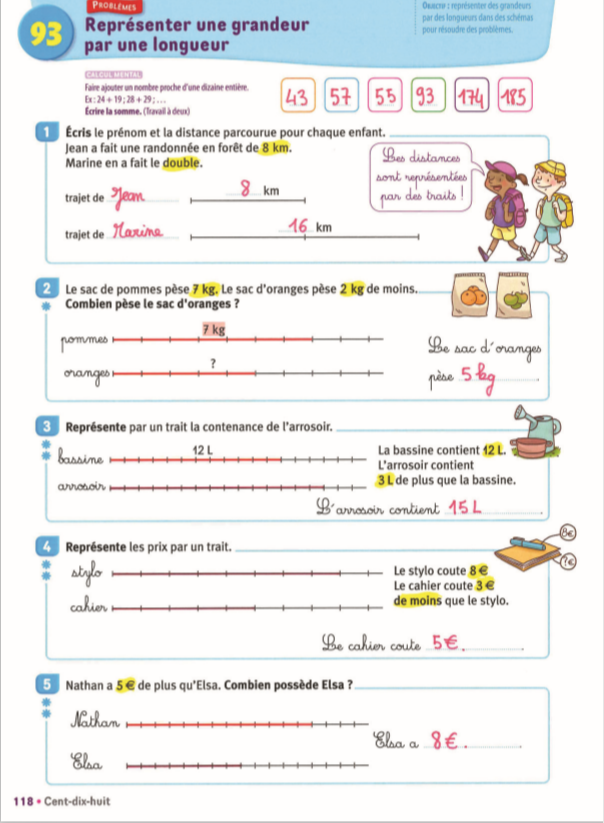 PROBLÈMES
93
Représenter une grandeur
par une longueur
OBJECTIF : représenter des grandeurs
par des longueurs dans des schémas
pour résoudre des problèmes.
CALCUL MENTAL
Faire ajouter un nombre proche d'une dizaine entière.
Ex : 24 + 19 ; 28 + 29 ; ...
Écrire la somme. (Travail à deux)
43 57 55 93 174 185
1 Écris le prénom et la distance parcourue pour chaque enfant.
Jean a fait une randonnée en forêt de 8 km.
Marine en a fait le double.
Les distances
sont représentées
par des traits !
trajet de Jean 8 km
trajet de Marine 16 km
2 Le sac de pommes pèse 7 kg. Le sac d'oranges pèse 2 kg de moins.
Combien pèse le sac d'oranges ?
7 kg
pommes
?
oranges
Le sac d'oranges
pèse 5 kg
3 Représente par un trait la contenance de l'arrosoir.
12 L
bassine
arrosoir
La bassine contient 12 L.
L'arrosoir contient
3 L de plus que la bassine.
L'arrosoir contient 15 L.
4 Représente les prix par un trait.
8€
?€
stylo
cahier
Le stylo coute 8 €
Le cahier coute 3 €
de moins que le stylo.
Le cahier coute 5€.
5 Nathan a 5 € de plus qu'Elsa. Combien possède Elsa ?
Nathan
Elsa
Elsa a 8€.
118 • Cent-dix-huit